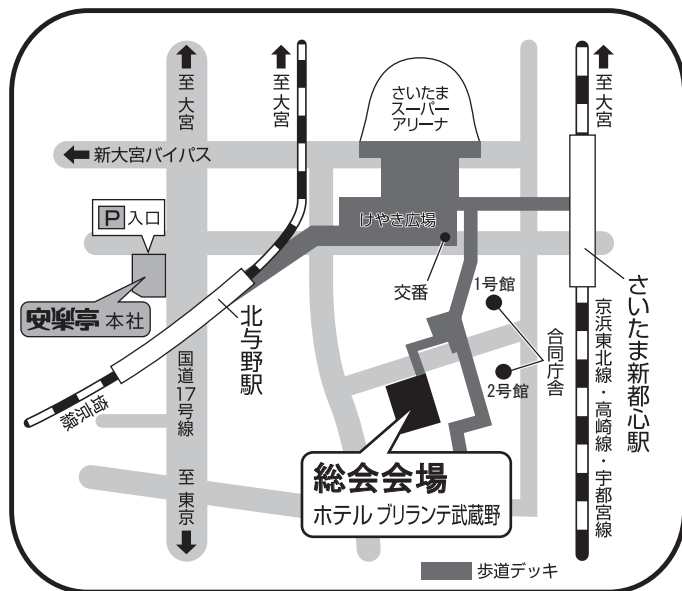 至大宮
至大宮
至大宮
さいたま
スーパー
アリーナ
新大宮バイパス
P 入口
けやき広場
交番
安楽亭 本社
北与野駅
1号館
合同庁舎
2号館
さいたま新都心駅
京浜東北線・高崎線・宇都宮線
国道17号線
埼京線
至東京
総会会場
ホテル ブリランテ武蔵野
歩道デッキ